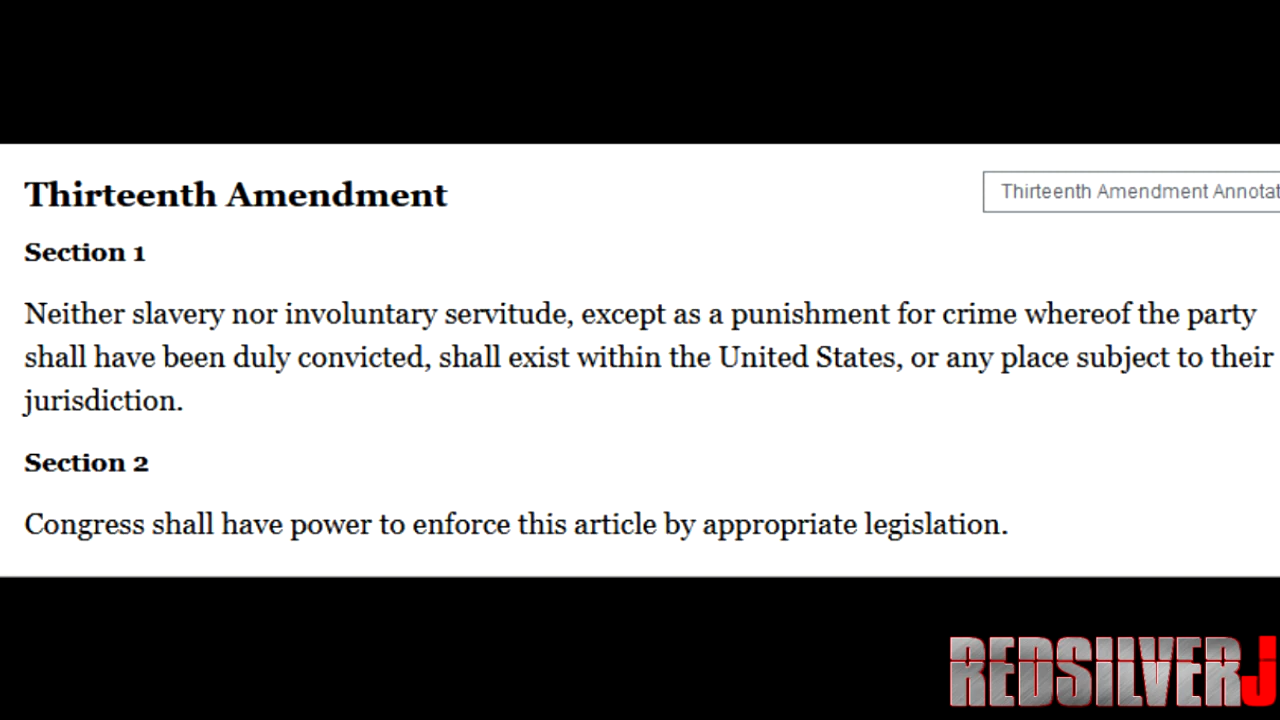 Thirteenth Amendment
Thirteenth Amendment Annotat
Section 1
Neither slavery nor involuntary servitude, except as a punishment for crime whereof the party
shall have been duly convicted, shall exist within the United States, or any place subject to their
jurisdiction.
Section 2
Congress shall have power to enforce this article by appropriate legislation.
REDSILVERJ